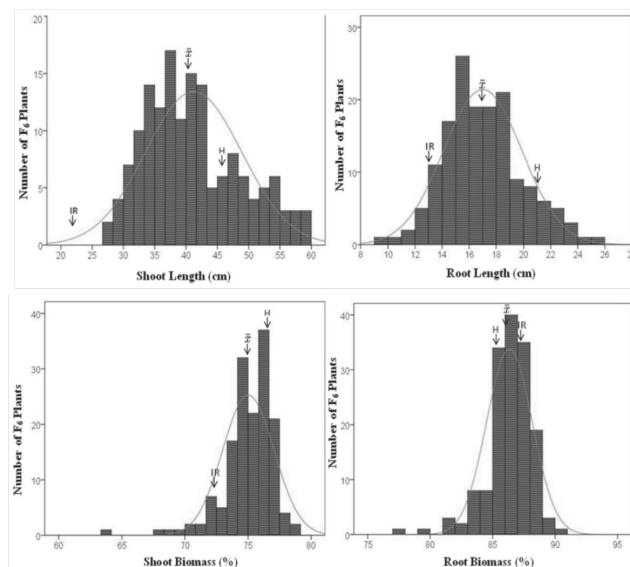 20
15
10
5
0
Number of F₆ Plants
IR
H
20 25 30 35 40 45 50 55 60
Shoot Length (cm)
30
20
10
0
Number of F₆ Plants
IR
H
8 10 12 14 16 18 20 22 24 26
Root Length (cm)
40
30
20
10
0
Number of F₆ Plants
IR
H
60 65 70 75 80
Shoot Biomass (%)
40
30
20
10
0
Number of F₆ Plants
H
IR
75 80 85 90 95
Root Biomass (%)